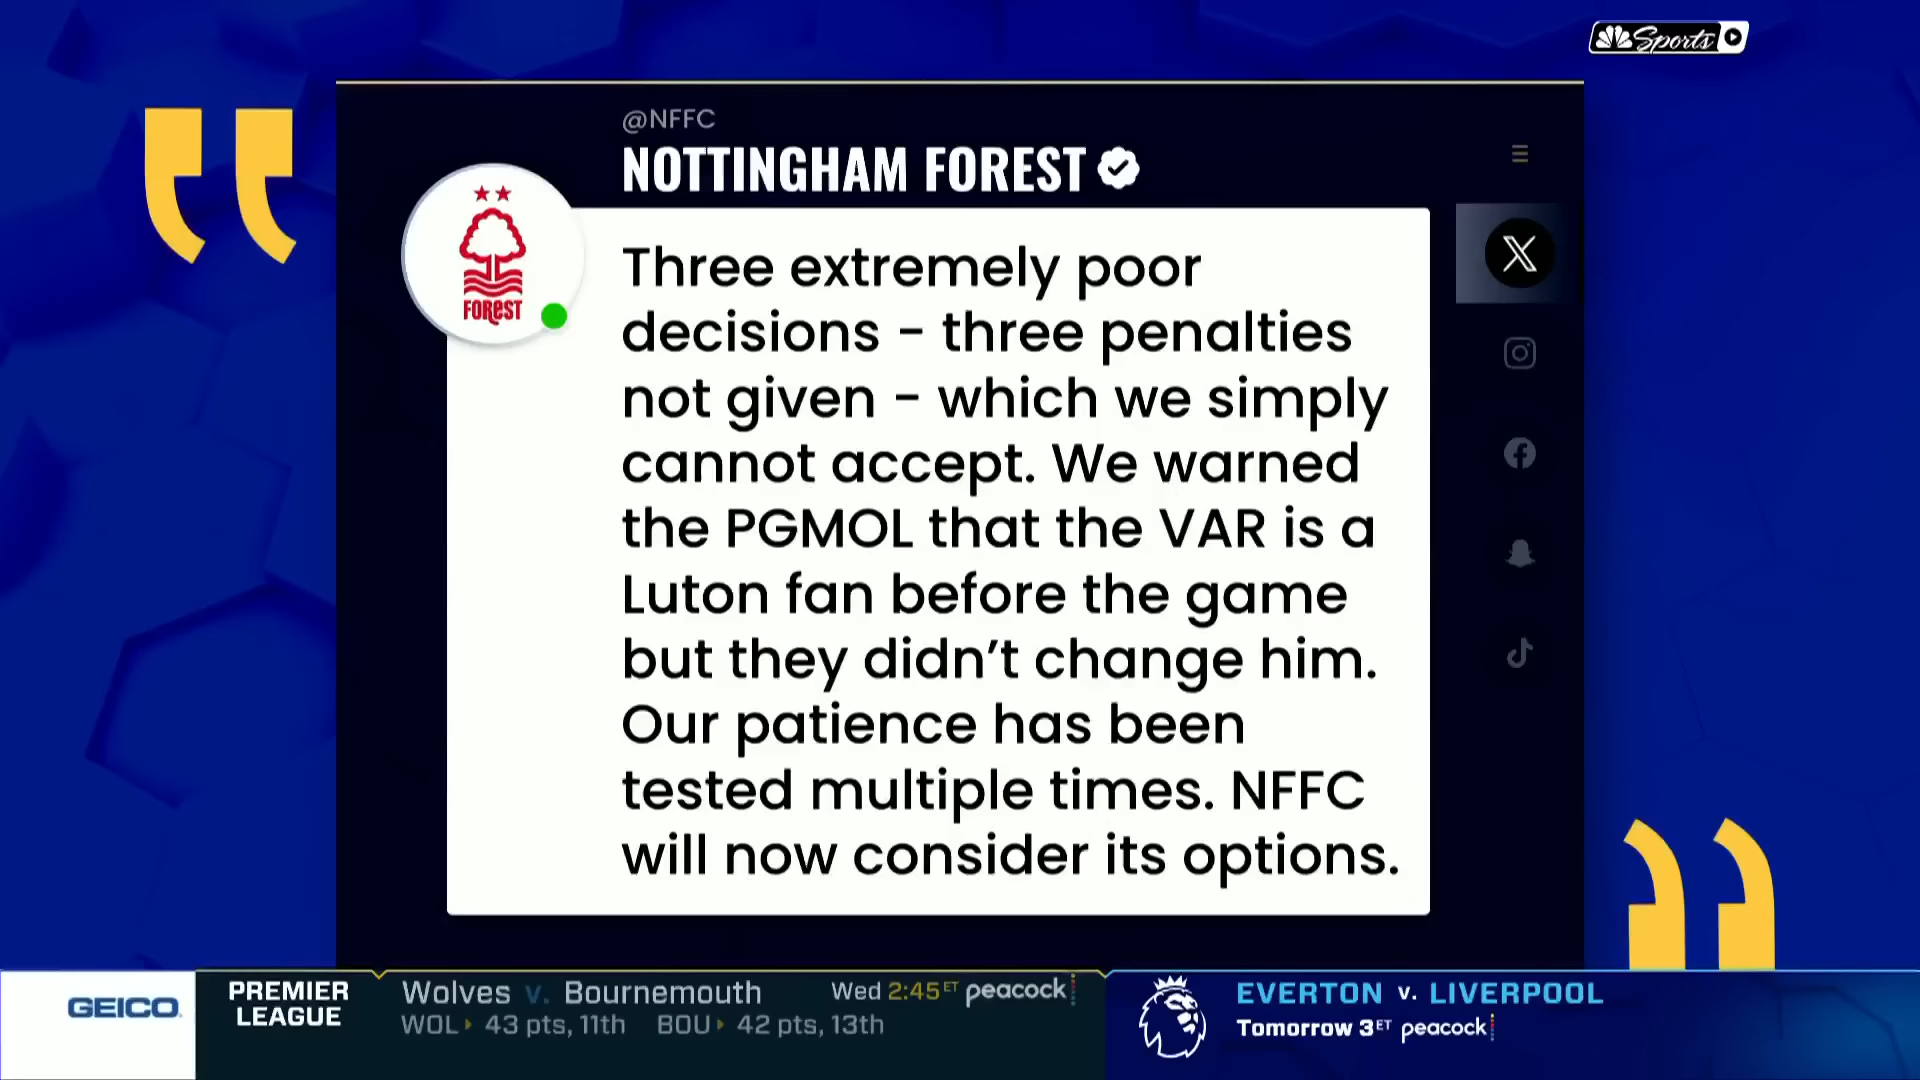 NBC Sports
@NFFC
NOTTINGHAM FOREST
FOREST
Three extremely poor
decisions - three penalties
not given - which we simply
cannot accept. We warned
the PGMOL that the VAR is a
Luton fan before the game
but they didn’t change him.
Our patience has been
tested multiple times. NFFC
will now consider its options.
GEICO
PREMIER
LEAGUE
Wolves v. Bournemouth
WOL 43 pts, 11th BOU 42 pts, 13th
Wed 2:45 ET peacock
EVERTON v. LIVERPOOL
Tomorrow 3 ET peacock